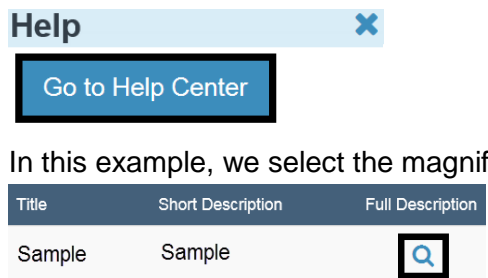 Help
Go to Help Center
In this example, we select the magnif
Title Short Description Full Description
Sample Sample